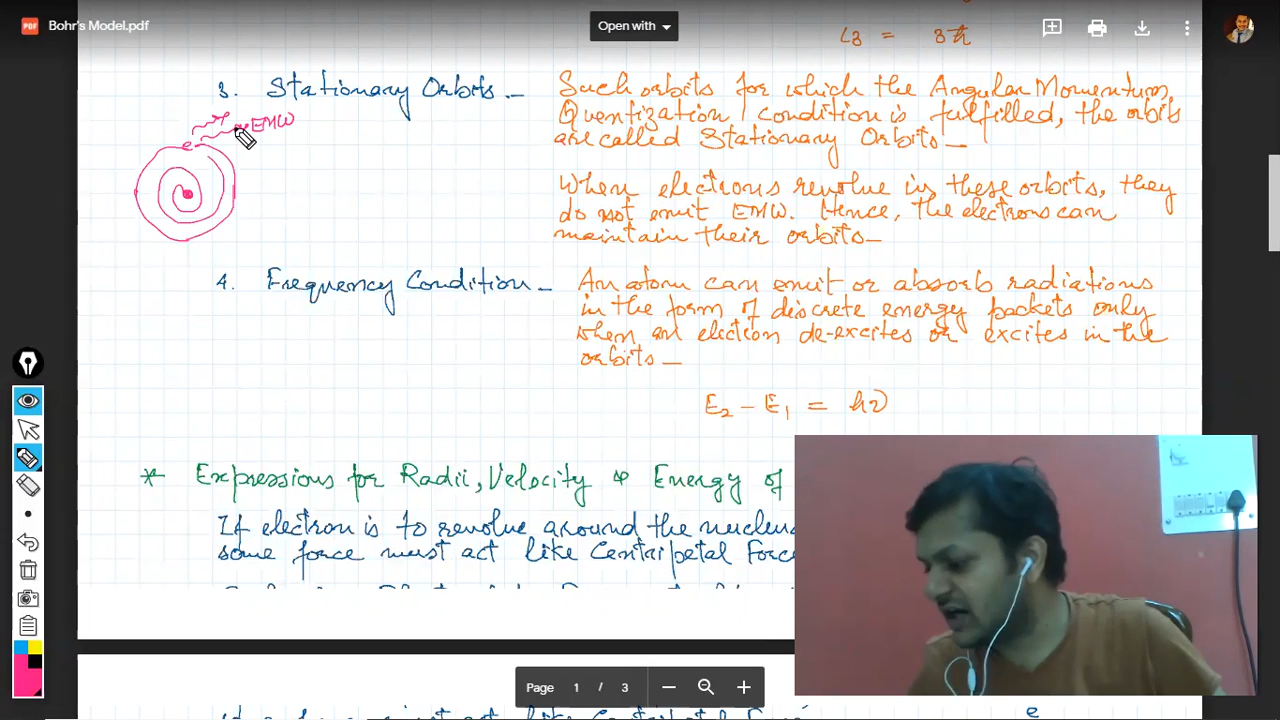 Bohr's Model.pdf
Open with
L3 = 3ħ
3. Stationary Orbits - Such orbits for which the Angular Momentum
Quantization condition is fulfilled, the orbits
are called Stationary Orbits -
e EMW
When electrons revolve in these orbits, they
do not emit EMW. Hence, the electrons can
maintain their orbits -
4. Frequency Condition - An atom can emit or absorb radiations
in the form of discrete energy packets only
when an electron de-excites or excites in the
orbits -
E2 - E1 = hν
* Expressions for Radii, Velocity & Energy of
If electron is to revolve around the nucleus
some force must act like Centripetal Force
Page 1 / 3
e